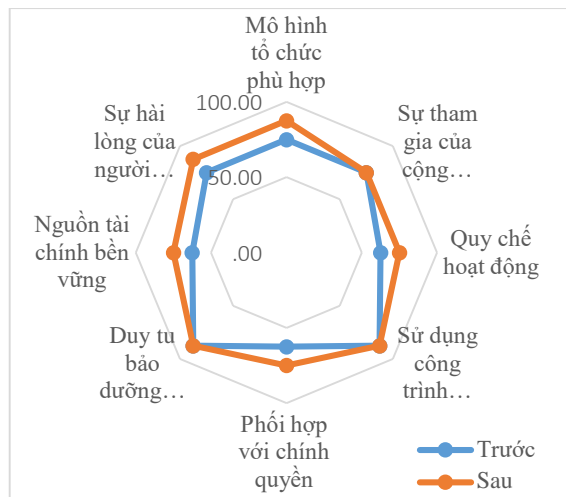 Mô hình
tổ chức
phù hợp
100.00
Sự hài
lòng của
người...
Sự tham
gia của
cộng...
50.00
Nguồn tài
chính bền
vững
.00
Quy chế
hoạt động
Duy tu
bảo
dưỡng...
Sử dụng
công
trình...
Phối hợp
với chính
quyền
Trước
Sau